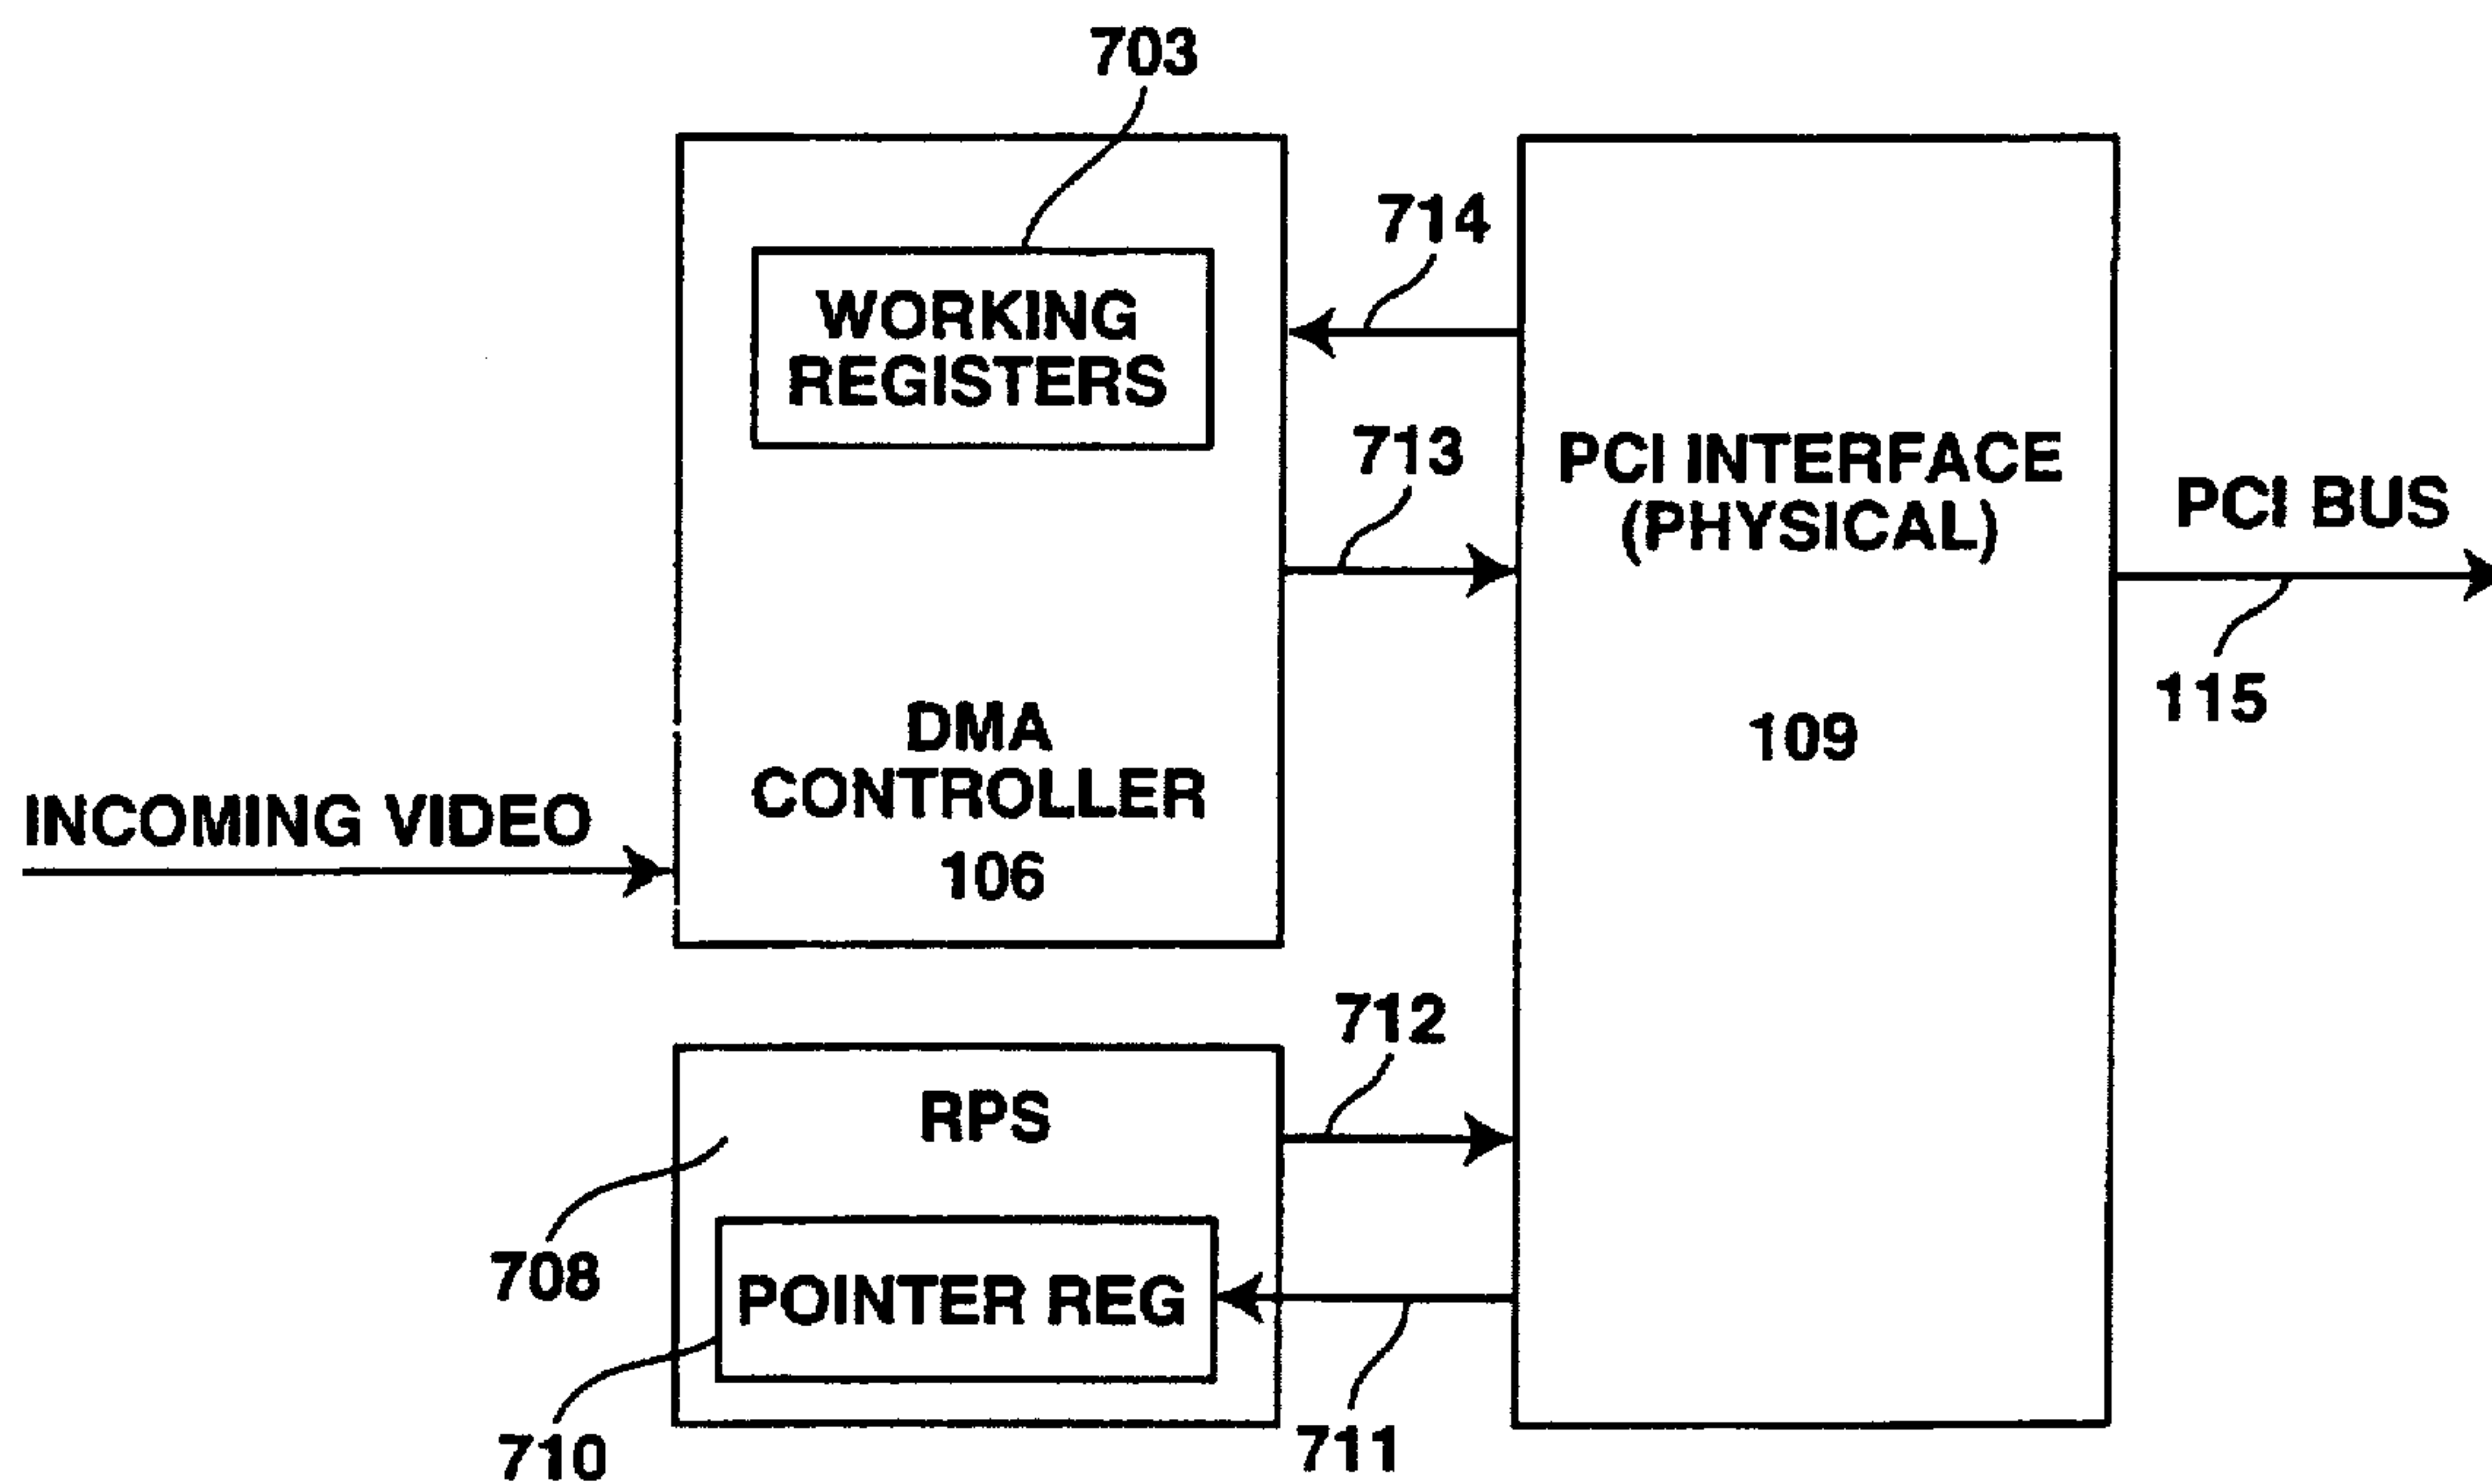 703
714
WORKING
REGISTERS
713
PCI INTERFACE
(PHYSICAL)
PCI BUS
115
109
DMA
CONTROLLER
106
INCOMING VIDEO
712
RPS
708
POINTER REG
710
711